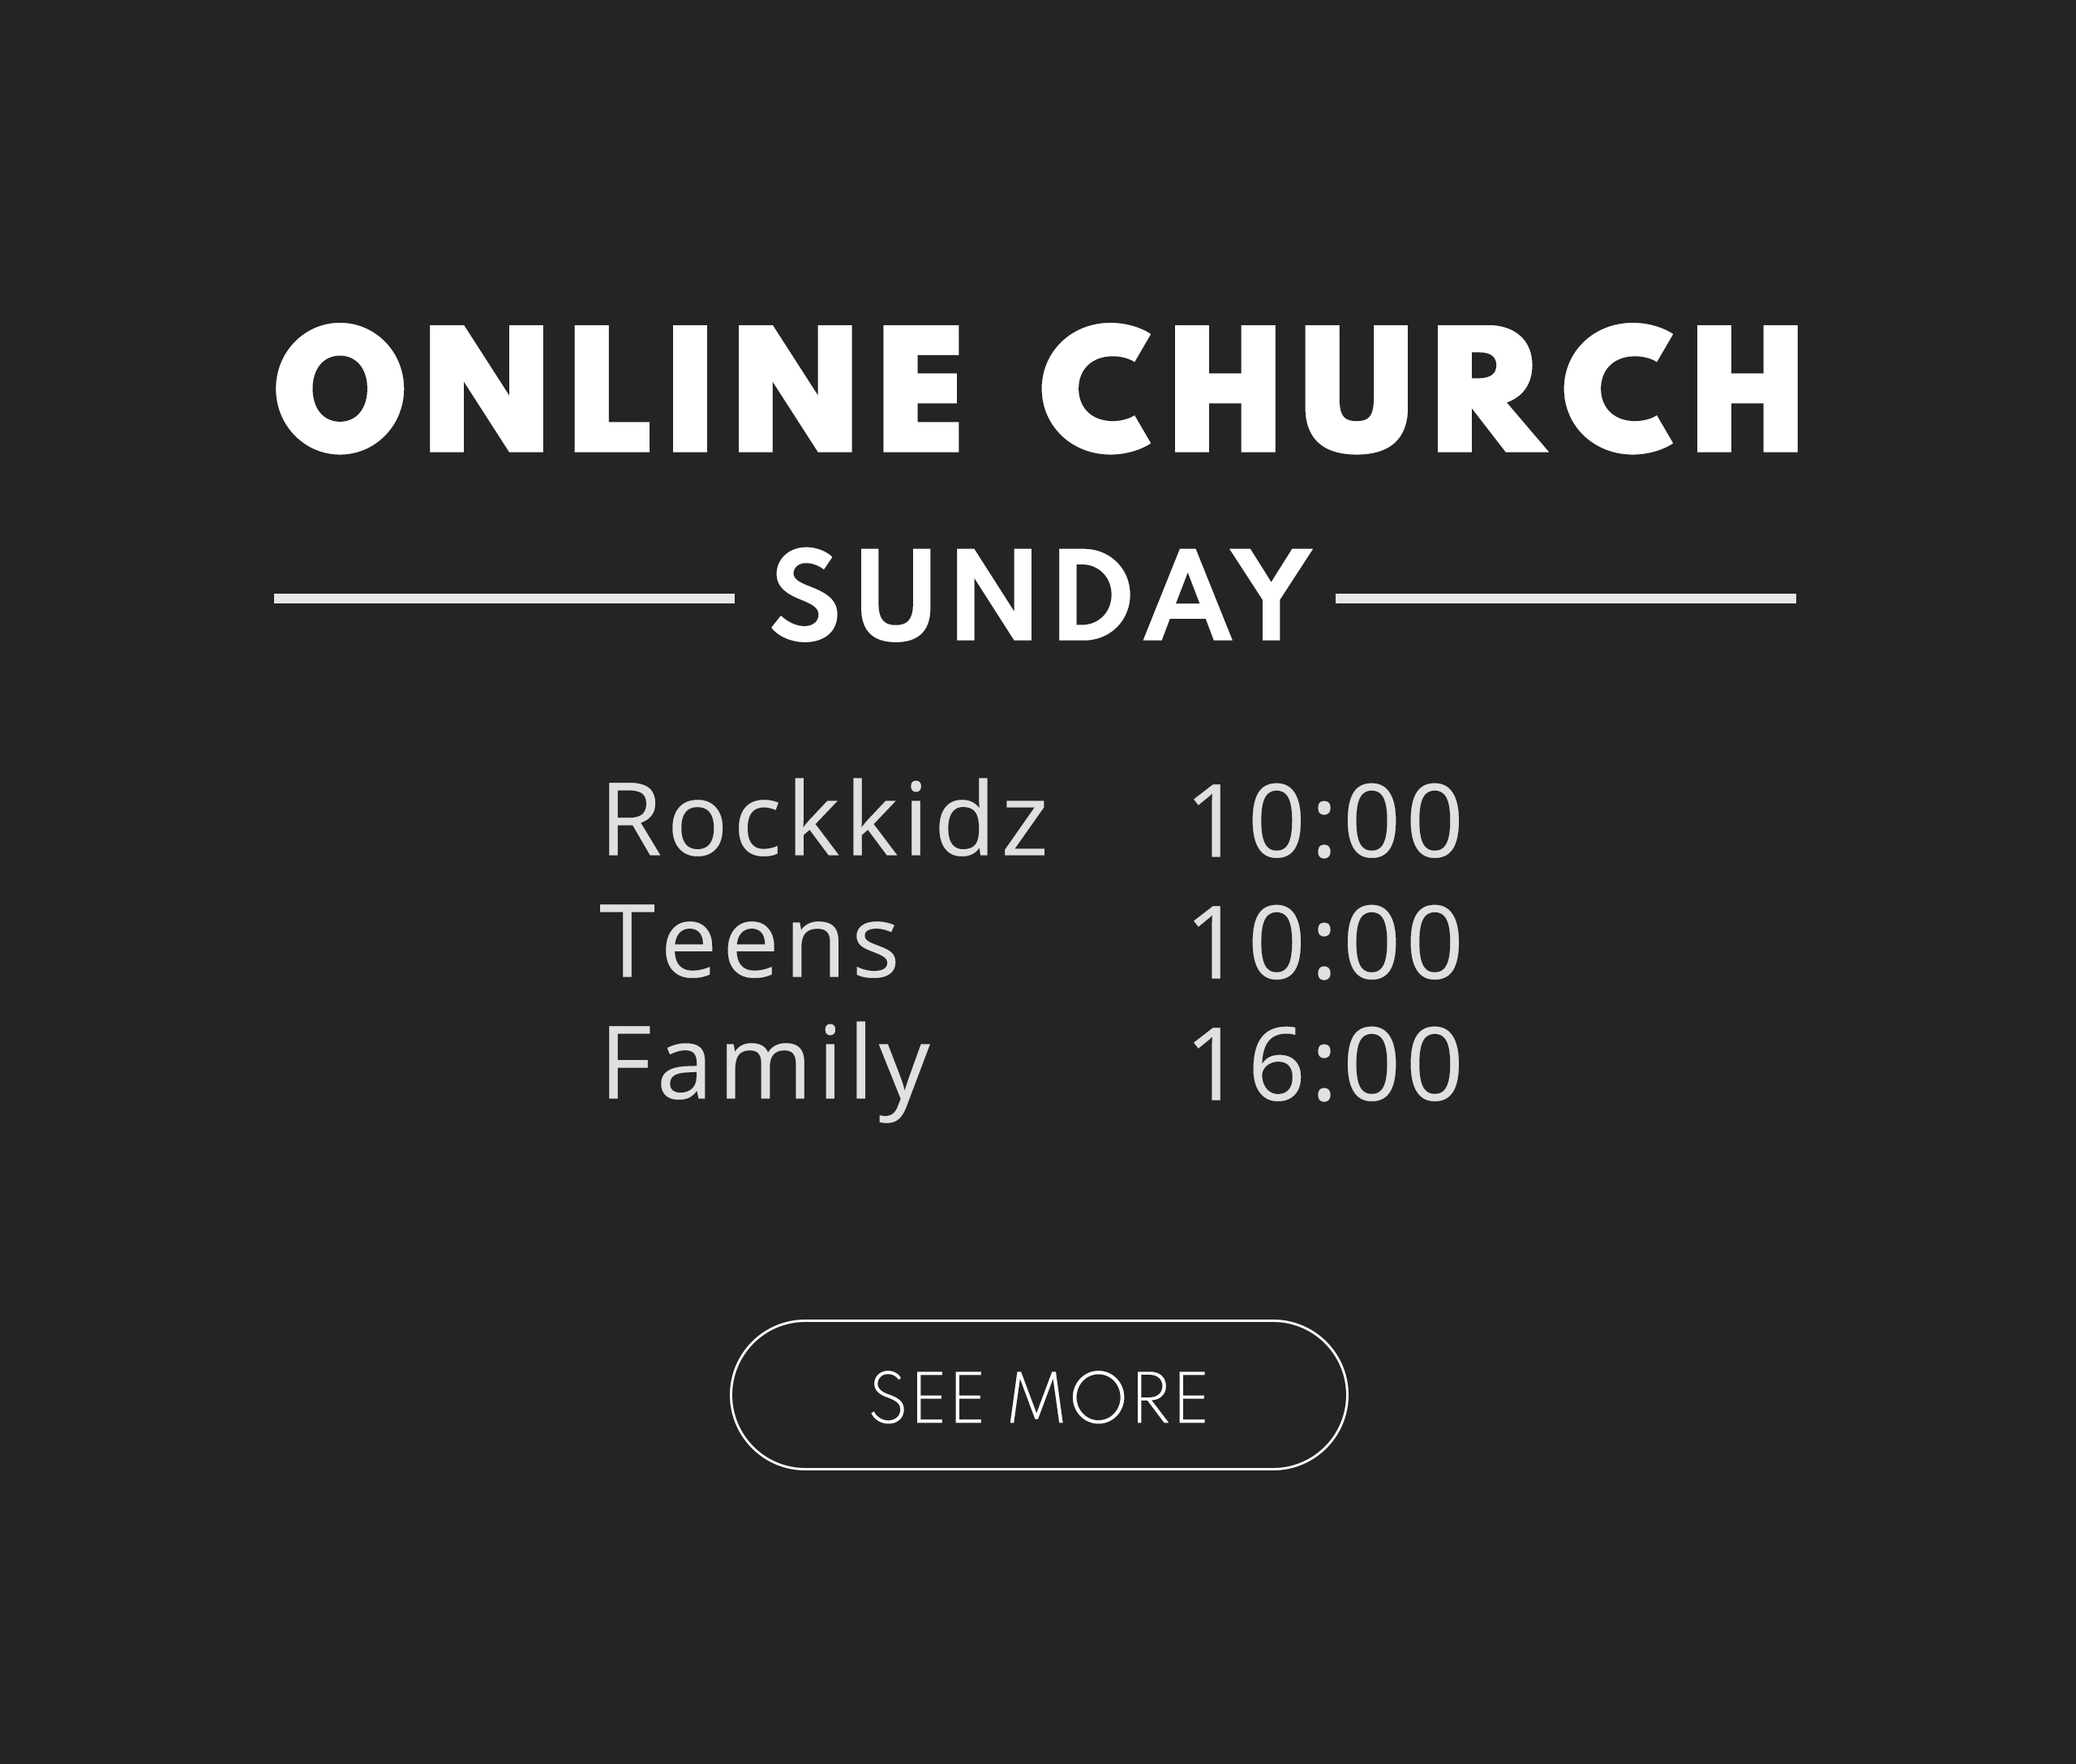 ONLINE CHURCH
SUNDAY
Rockkidz 10:00
Teens 10:00
Family 16:00
SEE MORE